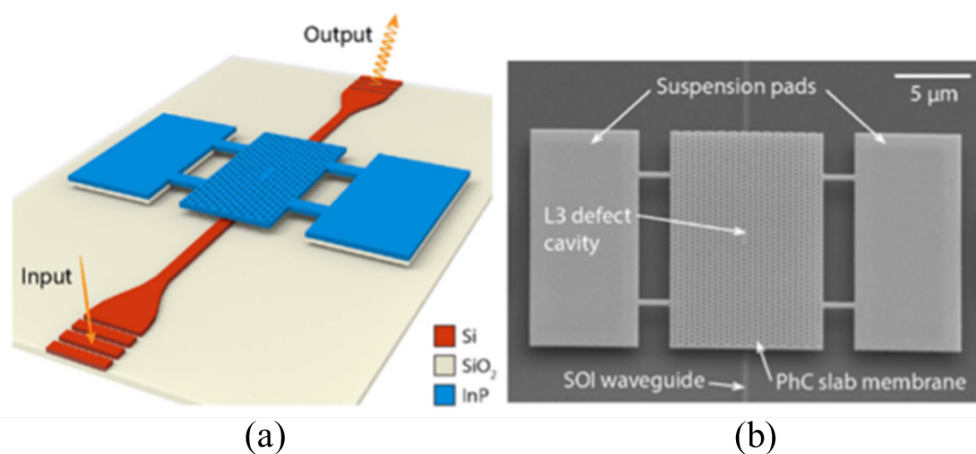 Output
Input
Si
SiO₂
InP
Suspension pads
5 μm
L3 defect
cavity
SOI waveguide
PhC slab membrane
(a)
(b)